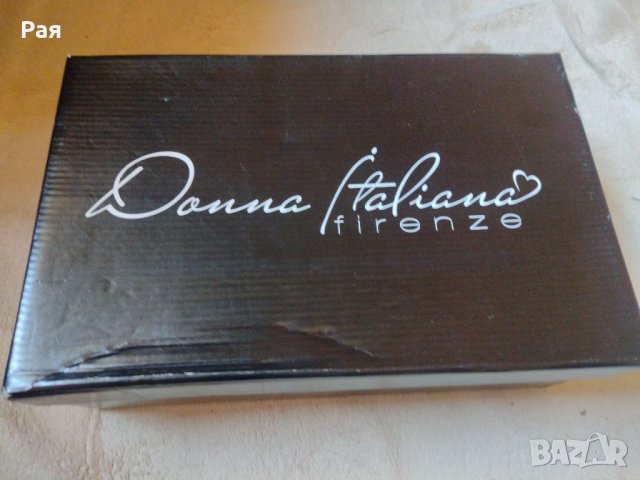 Рая
Donna Italiana
firenze
BAZAR